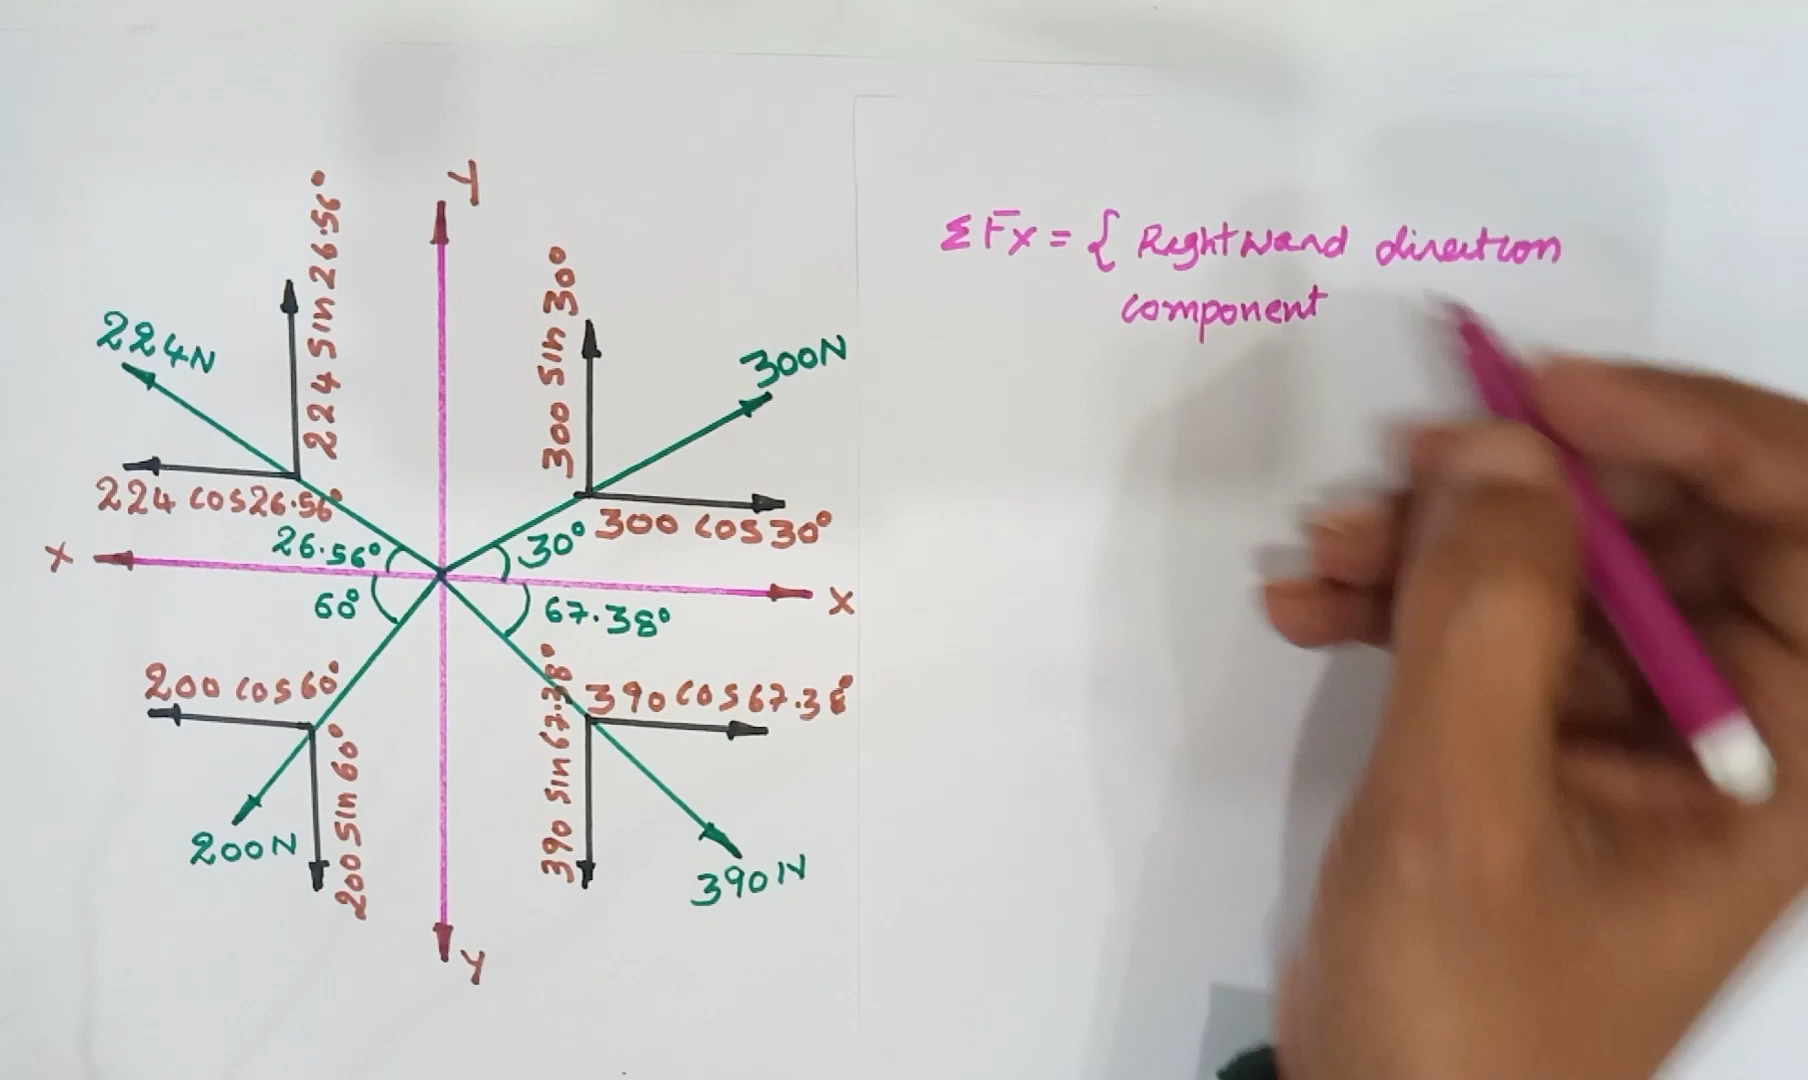 Y
224 sin 26.56°
300 sin 30°
224N
300N
224 cos 26.56°
300 cos 30°
26.56°
30°
X
X
60°
67.38°
200 cos 60°
390 cos 67.38°
200 sin 60°
390 sin 67.38°
200N
390N
Y
ΣFx = { Rightward direction
component